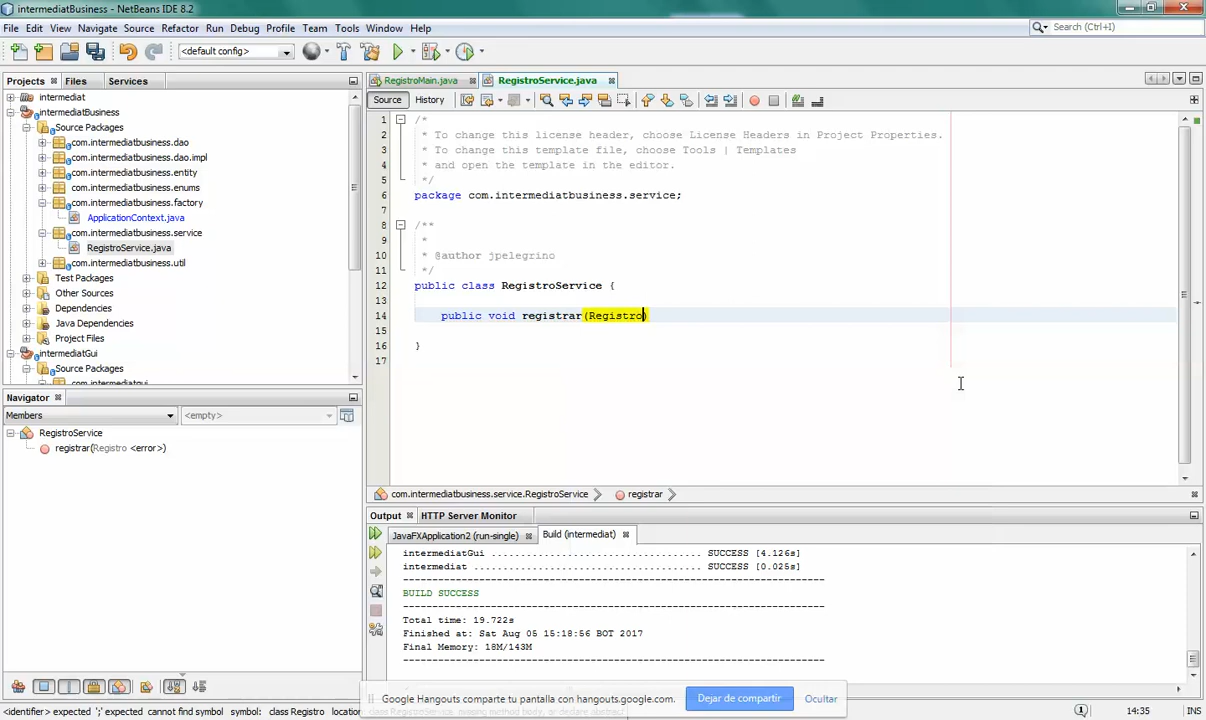 intermediatBusiness - NetBeans IDE 8.2
File Edit View Navigate Source Refactor Run Debug Profile Team Tools Window Help
Search (Ctrl+I)
<default config>
Projects Files Services
intermediat
intermediatBusiness
Source Packages
com.intermediatbusiness.dao
com.intermediatbusiness.dao.impl
com.intermediatbusiness.entity
com.intermediatbusiness.enums
com.intermediatbusiness.factory
ApplicationContext.java
com.intermediatbusiness.service
RegistroService.java
com.intermediatbusiness.util
Test Packages
Other Sources
Dependencies
Java Dependencies
Project Files
intermediatGui
Source Packages
com.intermediatgui
Navigator
Members <empty>
RegistroService
registrar(Registro <error>)
RegistroMain.java RegistroService.java
Source History
1 /*
2 * To change this license header, choose License Headers in Project Properties.
3 * To change this template file, choose Tools | Templates
4 * and open the template in the editor.
5 */
6 package com.intermediatbusiness.service;
7
8 /**
9 *
10 * @author jpelegrino
11 */
12 public class RegistroService {
13
14 public void registrar(Registro)
15
16 }
17
com.intermediatbusiness.service.RegistroService registrar
Output HTTP Server Monitor
JavaFXApplication2 (run-single) Build (intermediat)
intermediatGui .................................... SUCCESS [4.126s]
intermediat ....................................... SUCCESS [0.025s]
------------------------------------------------------------------------
BUILD SUCCESS
------------------------------------------------------------------------
Total time: 19.722s
Finished at: Sat Aug 05 15:18:56 BOT 2017
Final Memory: 18M/143M
------------------------------------------------------------------------
Google Hangouts comparte tu pantalla con hangouts.google.com. Dejar de compartir Ocultar
<identifier> expected ';' expected cannot find symbol symbol: class Registro location: class RegistroService, missing method body, or declare abstract
14:35 INS